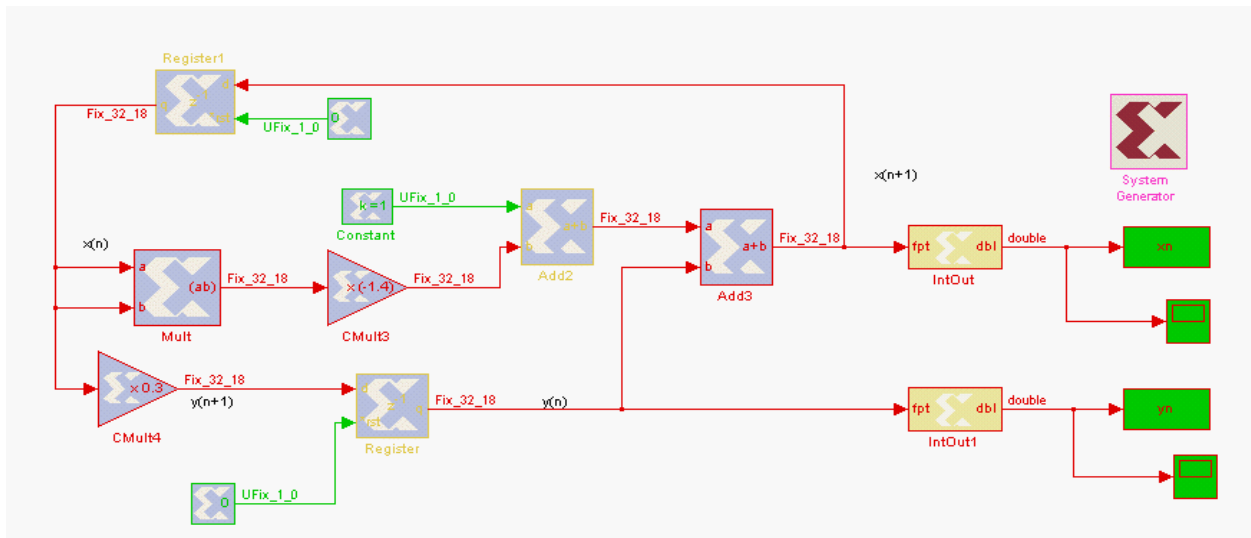 Register1
Fix_32_18
UFix_1_0
0
x(n+1)
System
Generator
k =1
UFix_1_0
Constant
a
b
Add2
Fix_32_18
a
b
a+b
Add3
Fix_32_18
fpt
dbl
IntOut
double
xn
x(n)
a
b
(ab)
Mult
Fix_32_18
x (-1.4)
CMult3
Fix_32_18
x 0.3
CMult4
Fix_32_18
y(n+1)
d
rst
q
Register
Fix_32_18
y(n)
fpt
dbl
IntOut1
double
yn
0
UFix_1_0